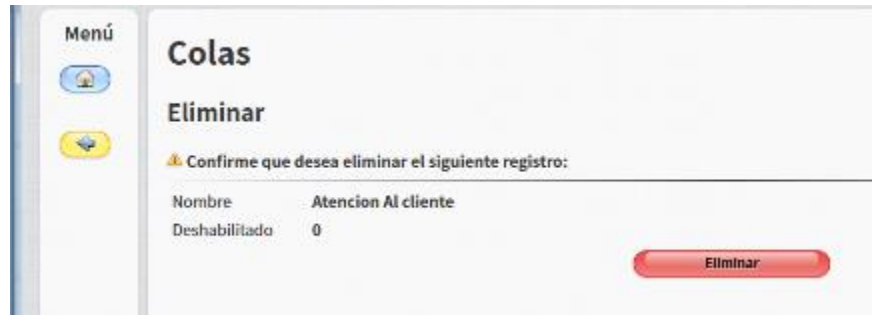 Menú
Colas
Eliminar
Confirme que desea eliminar el siguiente registro:
Nombre Atencion Al cliente
Deshabilitado 0
Eliminar